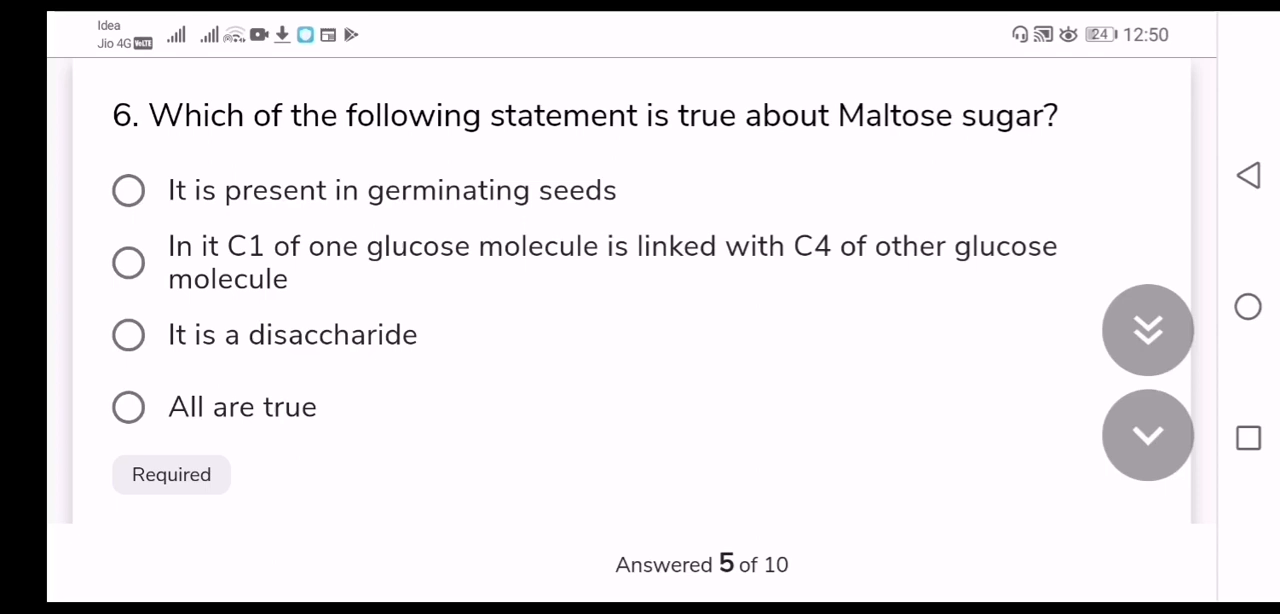 Idea
Jio 4G VoLTE
24 12:50
6. Which of the following statement is true about Maltose sugar?
It is present in germinating seeds
In it C1 of one glucose molecule is linked with C4 of other glucose
molecule
It is a disaccharide
All are true
Required
Answered 5 of 10